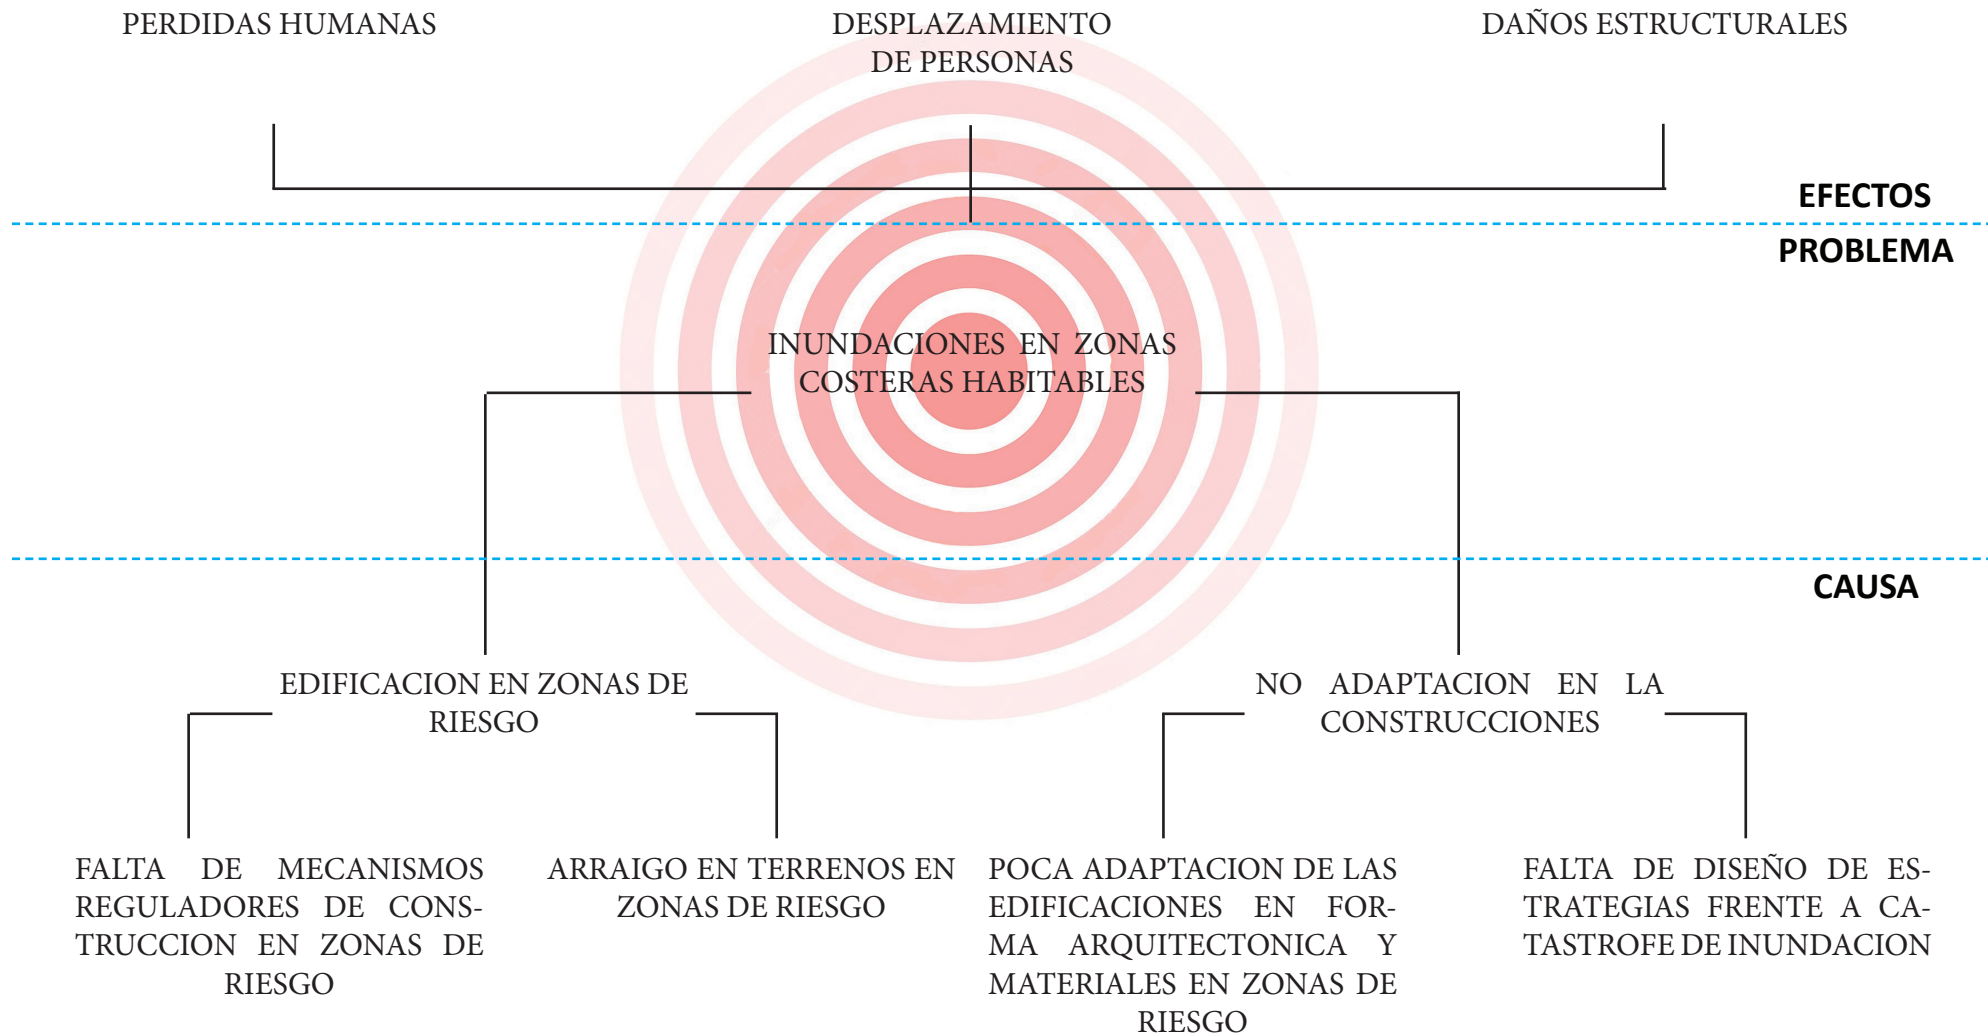 PERDIDAS HUMANAS
DESPLAZAMIENTO
DE PERSONAS
DAÑOS ESTRUCTURALES
EFECTOS
PROBLEMA
INUNDACIONES EN ZONAS
COSTERAS HABITABLES
CAUSA
EDIFICACION EN ZONAS DE
RIESGO
NO ADAPTACION EN LA
CONSTRUCCIONES
FALTA DE MECANISMOS
REGULADORES DE CONS-
TRUCCION EN ZONAS DE
RIESGO
ARRAIGO EN TERRENOS EN
ZONAS DE RIESGO
POCA ADAPTACION DE LAS
EDIFICACIONES EN FOR-
MA ARQUITECTONICA Y
MATERIALES EN ZONAS DE
RIESGO
FALTA DE DISEÑO DE ES-
TRATEGIAS FRENTE A CA-
TASTROFE DE INUNDACION